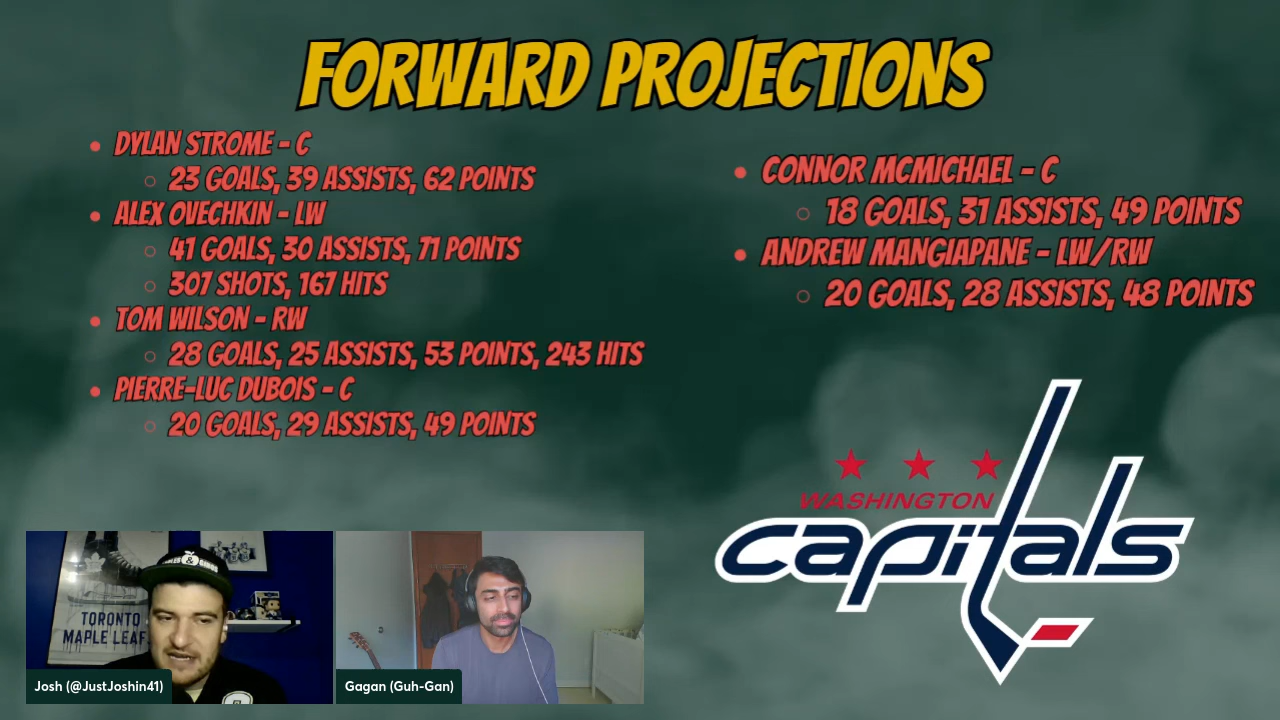 FORWARD PROJECTIONS
DYLAN STROME - C
23 GOALS, 39 ASSISTS, 62 POINTS
ALEX OVECHKIN - LW
41 GOALS, 30 ASSISTS, 71 POINTS
307 SHOTS, 167 HITS
TOM WILSON - RW
28 GOALS, 25 ASSISTS, 53 POINTS, 243 HITS
PIERRE-LUC DUBOIS - C
20 GOALS, 29 ASSISTS, 49 POINTS
CONNOR MCMICHAEL - C
18 GOALS, 31 ASSISTS, 49 POINTS
ANDREW MANGIAPANE - LW/RW
20 GOALS, 28 ASSISTS, 48 POINTS
WASHINGTON
capitals
TORONTO
MAPLE LEAF
Josh (@JustJoshin41)
Gagan (Guh-Gan)